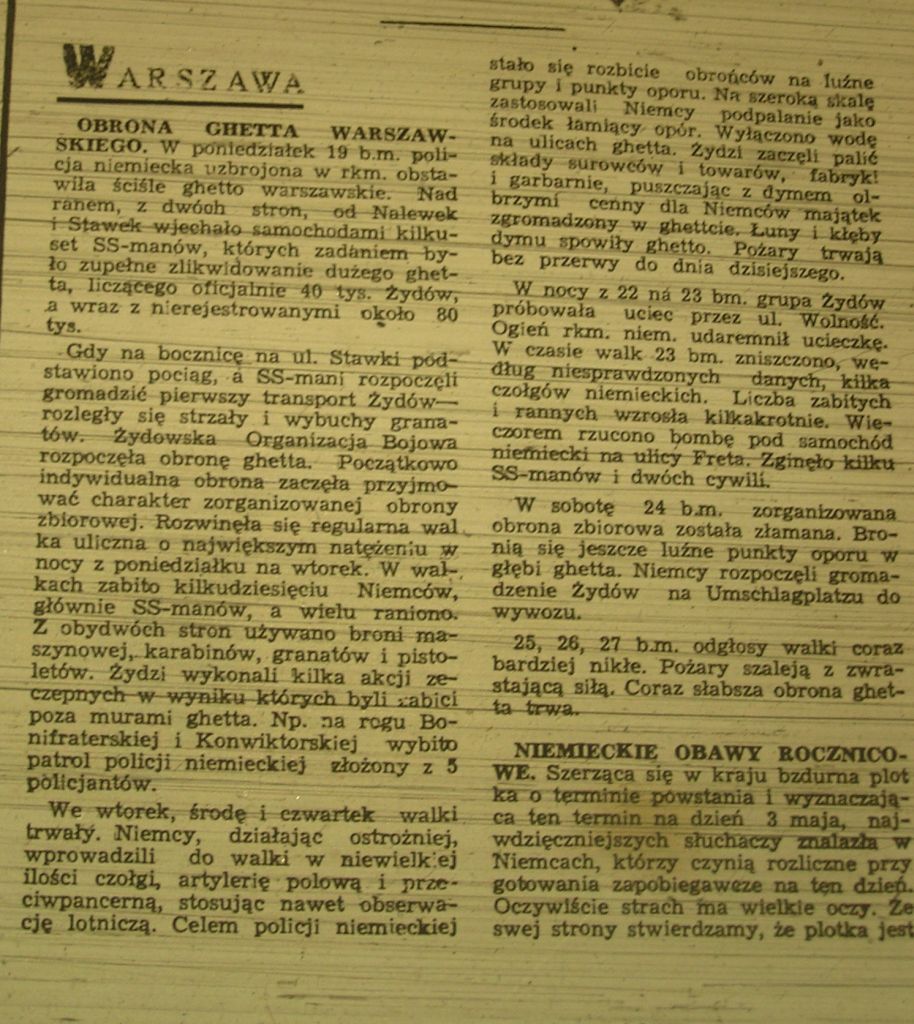 WARSZAWA
OBRONA GHETTA WARSZAW-
SKIEGO. W poniedziałek 19 b.m. poli-
cja niemiecka uzbrojona w rkm. obsta-
wiła ściśle ghetto warszawskie. Nad
ranem, z dwóch stron, od Nalewek
i Stawek wjechało samochodami kilku-
set SS-manów, których zadaniem by-
ło zupełne zlikwidowanie dużego ghet-
ta, liczącego oficjalnie 40 tys. Żydów,
a wraz z nierejestrowanymi około 80
tys.
Gdy na bocznicę na ul. Stawki pod-
stawiono pociąg, a SS-mani rozpoczęli
gromadzić pierwszy transport Żydów—
rozległy się strzały i wybuchy grana-
tów. Żydowska Organizacja Bojowa
rozpoczęła obronę ghetta. Początkowo
indywidualna obrona zaczęła przyjmo-
wać charakter zorganizowanej obrony
zbiorowej. Rozwinęła się regularna wal
ka uliczna o największym natężeniu w
nocy z poniedziałku na wtorek. W wal-
kach zabito kilkudziesięciu Niemców,
głównie SS-manów, a wielu raniono.
Z obydwóch stron używano broni ma-
szynowej, karabinów, granatów i pisto-
letów. Żydzi wykonali kilka akcji ze-
czepnych w wyniku których byli zabici
poza murami ghetta. Np. na rogu Bo-
nifraterskiej i Konwiktorskiej wybito
patrol policji niemieckiej złożony z 5
policjantów.
We wtorek, środę i czwartek walki
trwały. Niemcy, działając ostrożniej,
wprowadzili do walki w niewielkiej
ilości czołgi, artylerię polową i prze-
ciwpancerną, stosując nawet obserwa-
cję lotniczą. Celem policji niemieckiej
stało się rozbicie obrońców na luźne
grupy i punkty oporu. Na szeroką skalę
zastosowali Niemcy podpalanie jako
środek łamiący opór. Wyłączono wodę
na ulicach ghetta. Żydzi zaczęli palić
składy surowców i towarów, fabryki
i garbarnie, puszczając z dymem ol-
brzymi cenny dla Niemców majątek
zgromadzony w ghettcie. Łuny i kłęby
dymu spowiły ghetto. Pożary trwają
bez przerwy do dnia dzisiejszego.
W nocy z 22 na 23 bm. grupa Żydów
próbowała uciec przez ul. Wolność.
Ogień rkm. niem. udaremnił ucieczkę.
W czasie walk 23 bm. zniszczono, we-
dług niesprawdzonych danych, kilka
czołgów niemieckich. Liczba zabitych
i rannych wzrosła kilkakrotnie. Wie-
czorem rzucono bombę pod samochód
niemiecki na ulicy Freta. Zginęło kilku
SS-manów i dwóch cywili.
W sobotę 24 b.m. zorganizowana
obrona zbiorowa została złamana. Bro-
nią się jeszcze luźne punkty oporu w
głębi ghetta. Niemcy rozpoczęli groma-
dzenie Żydów na Umschlagplatzu do
wywozu.
25, 26, 27 b.m. odgłosy walki coraz
bardziej nikłe. Pożary szaleją z zwra-
stającą siłą. Coraz słabsza obrona ghet-
ta trwa.
NIEMIECKIE OBAWY ROCZNICO-
WE. Szerząca się w kraju bzdurna plot
ka o terminie powstania i wyznaczają-
ca ten termin na dzień 3 maja, naj-
wdzięczniejszych słuchaczy znalazła w
Niemcach, którzy czynią rozliczne przy
gotowania zapobiegawcze na ten dzień.
Oczywiście strach ma wielkie oczy. Ze
swej strony stwierdzamy, że plotka jest